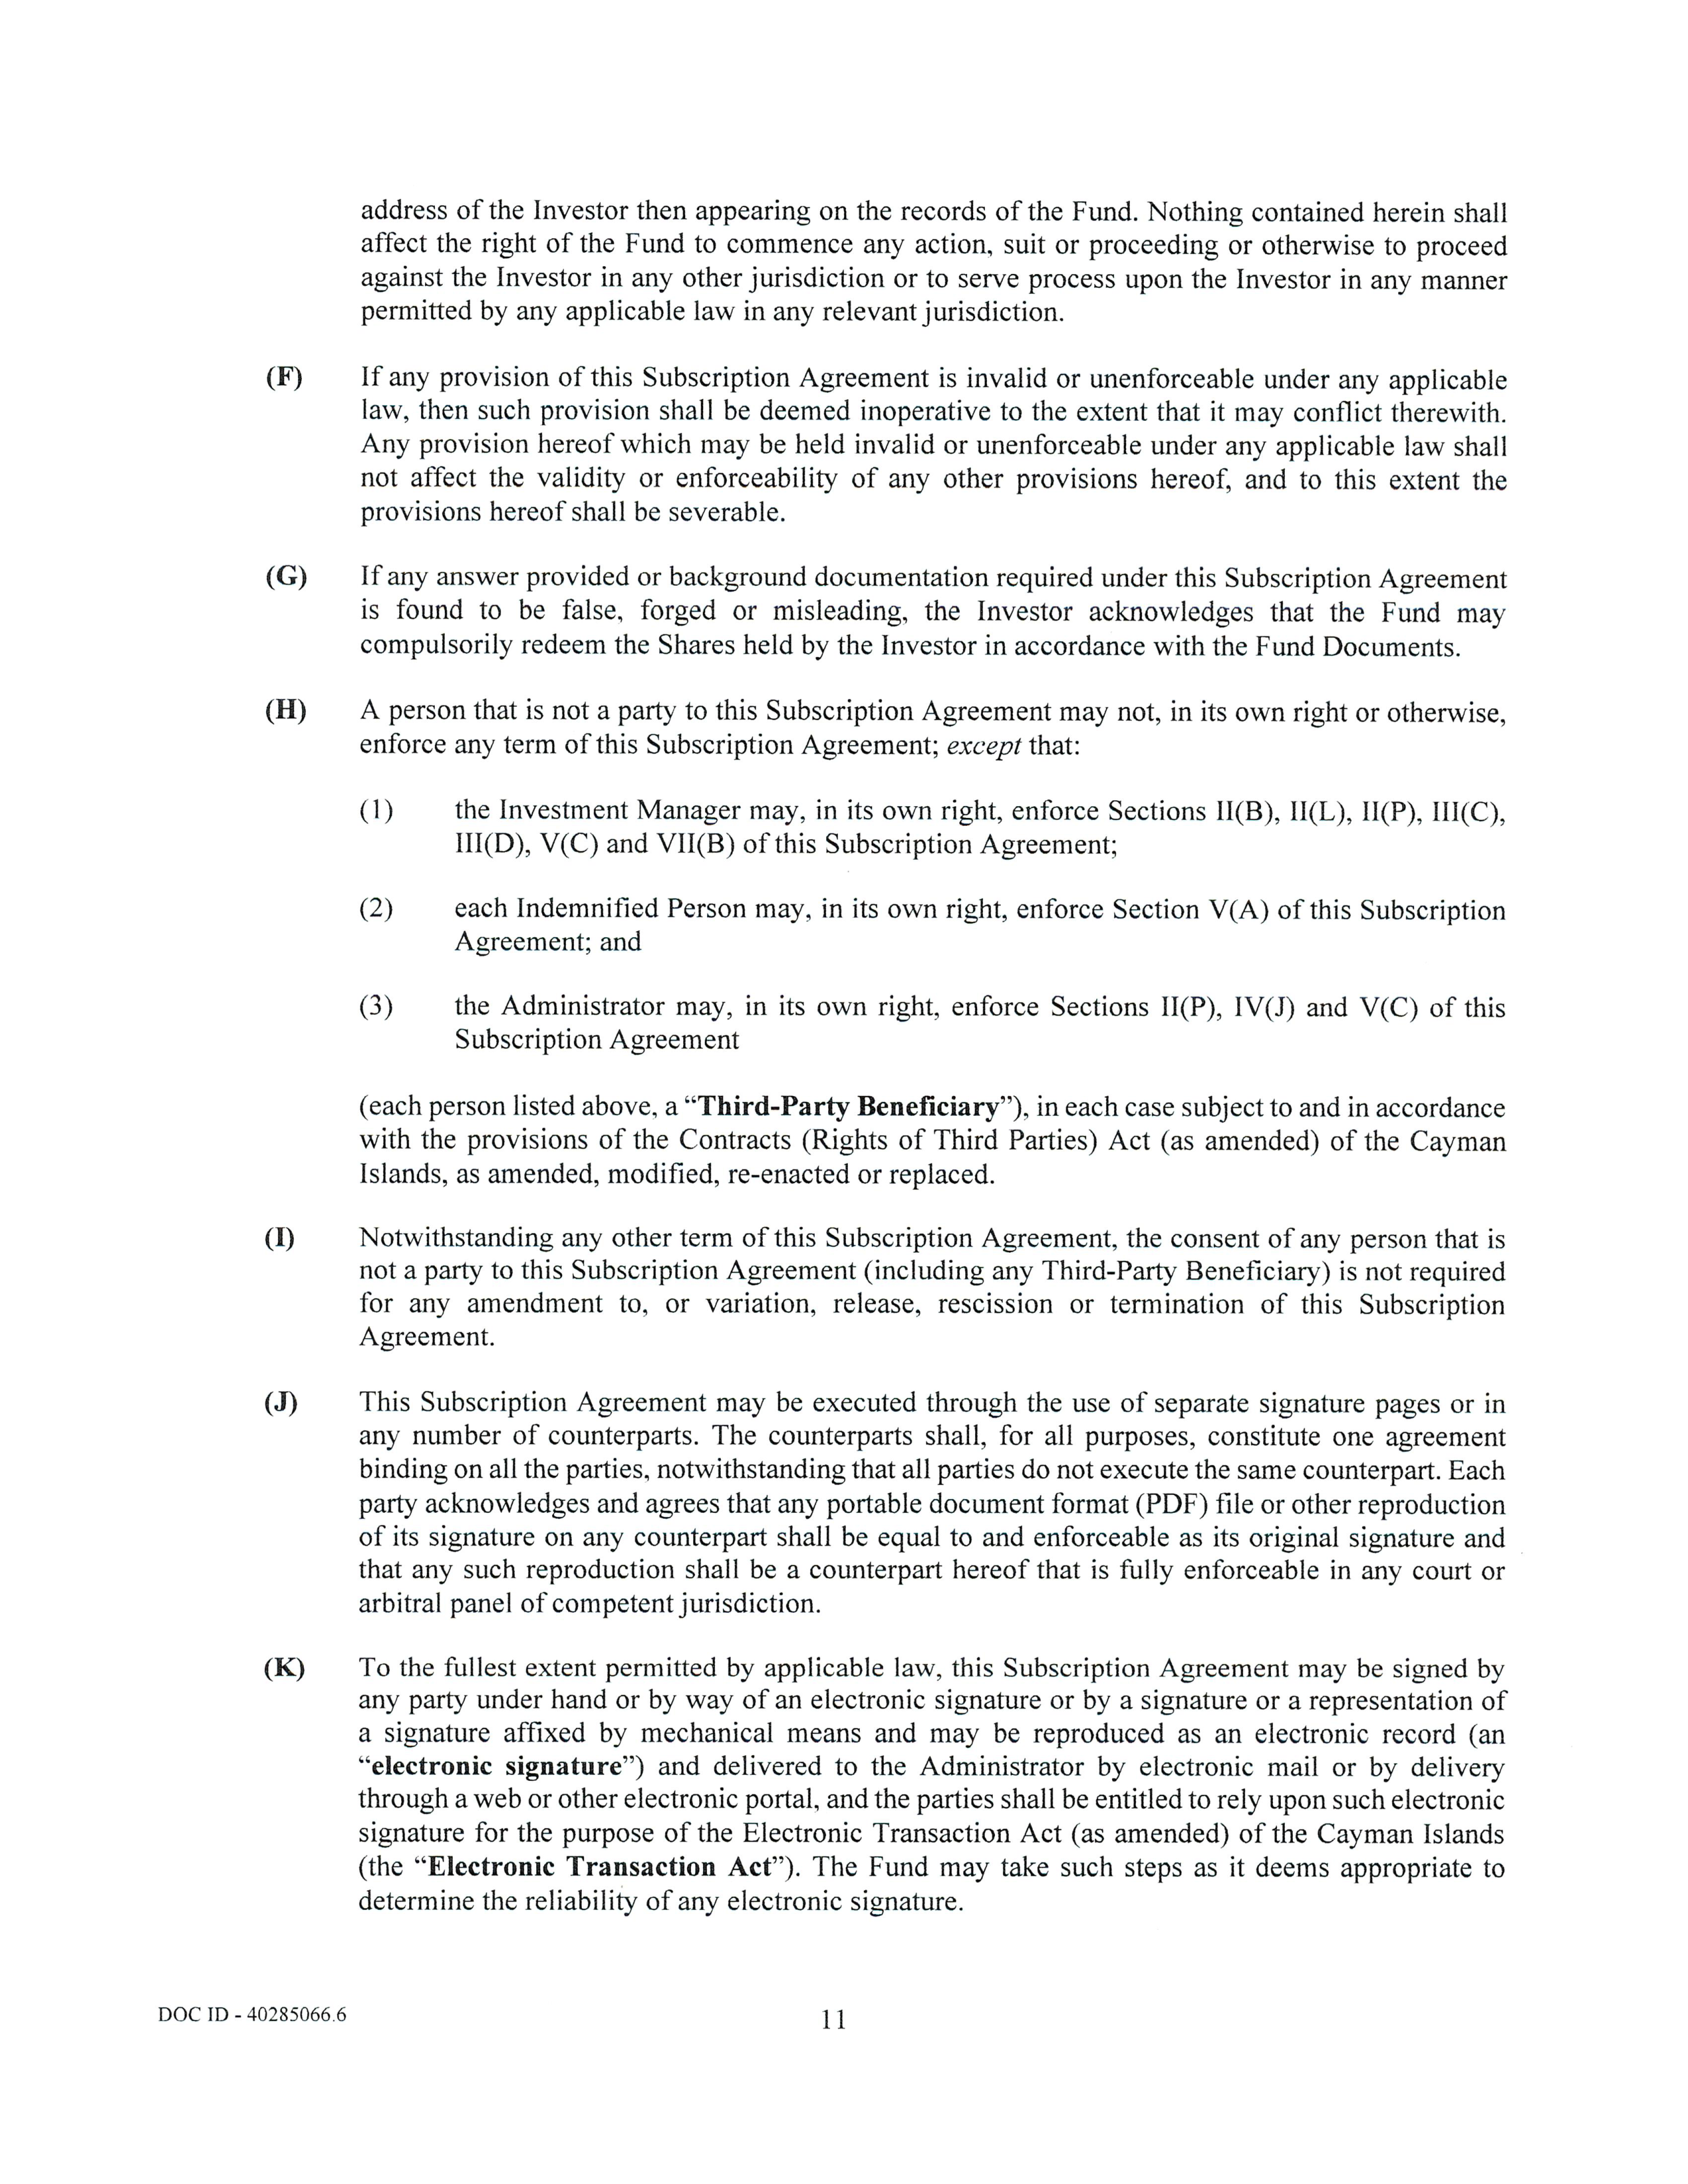 address of the Investor then appearing on the records of the Fund. Nothing contained herein shall
affect the right of the Fund to commence any action, suit or proceeding or otherwise to proceed
against the Investor in any other jurisdiction or to serve process upon the Investor in any manner
permitted by any applicable law in any relevant jurisdiction.
(F) If any provision of this Subscription Agreement is invalid or unenforceable under any applicable
law, then such provision shall be deemed inoperative to the extent that it may conflict therewith.
Any provision hereof which may be held invalid or unenforceable under any applicable law shall
not affect the validity or enforceability of any other provisions hereof, and to this extent the
provisions hereof shall be severable.
(G) If any answer provided or background documentation required under this Subscription Agreement
is found to be false, forged or misleading, the Investor acknowledges that the Fund may
compulsorily redeem the Shares held by the Investor in accordance with the Fund Documents.
(H) A person that is not a party to this Subscription Agreement may not, in its own right or otherwise,
enforce any term of this Subscription Agreement; except that:
(1) the Investment Manager may, in its own right, enforce Sections II(B), II(L), II(P), III(C),
III(D), V(C) and VII(B) of this Subscription Agreement;
(2) each Indemnified Person may, in its own right, enforce Section V(A) of this Subscription
Agreement; and
(3) the Administrator may, in its own right, enforce Sections II(P), IV(J) and V(C) of this
Subscription Agreement
(each person listed above, a “Third-Party Beneficiary”), in each case subject to and in accordance
with the provisions of the Contracts (Rights of Third Parties) Act (as amended) of the Cayman
Islands, as amended, modified, re-enacted or replaced.
(I) Notwithstanding any other term of this Subscription Agreement, the consent of any person that is
not a party to this Subscription Agreement (including any Third-Party Beneficiary) is not required
for any amendment to, or variation, release, rescission or termination of this Subscription
Agreement.
(J) This Subscription Agreement may be executed through the use of separate signature pages or in
any number of counterparts. The counterparts shall, for all purposes, constitute one agreement
binding on all the parties, notwithstanding that all parties do not execute the same counterpart. Each
party acknowledges and agrees that any portable document format (PDF) file or other reproduction
of its signature on any counterpart shall be equal to and enforceable as its original signature and
that any such reproduction shall be a counterpart hereof that is fully enforceable in any court or
arbitral panel of competent jurisdiction.
(K) To the fullest extent permitted by applicable law, this Subscription Agreement may be signed by
any party under hand or by way of an electronic signature or by a signature or a representation of
a signature affixed by mechanical means and may be reproduced as an electronic record (an
“electronic signature”) and delivered to the Administrator by electronic mail or by delivery
through a web or other electronic portal, and the parties shall be entitled to rely upon such electronic
signature for the purpose of the Electronic Transaction Act (as amended) of the Cayman Islands
(the “Electronic Transaction Act”). The Fund may take such steps as it deems appropriate to
determine the reliability of any electronic signature.
DOC ID - 40285066.6 11